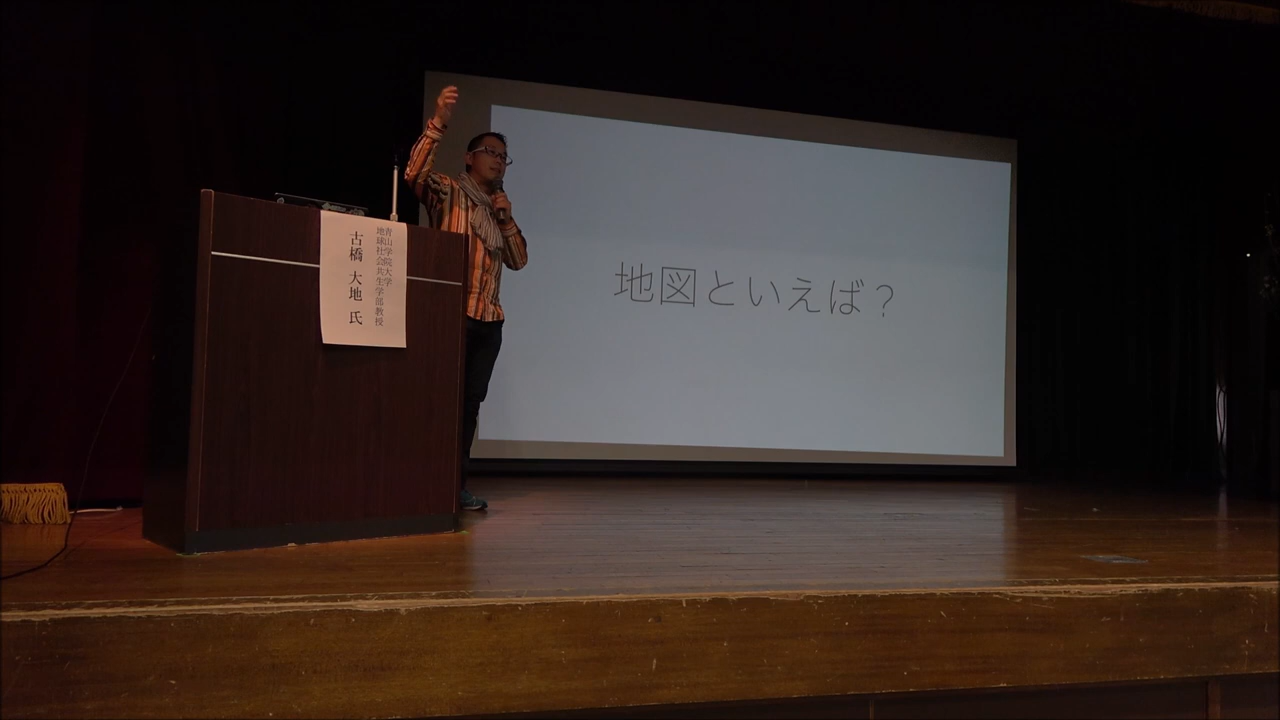 地図といえば？
青山学院大学
地球社会共生学部教授
古橋 大地 氏